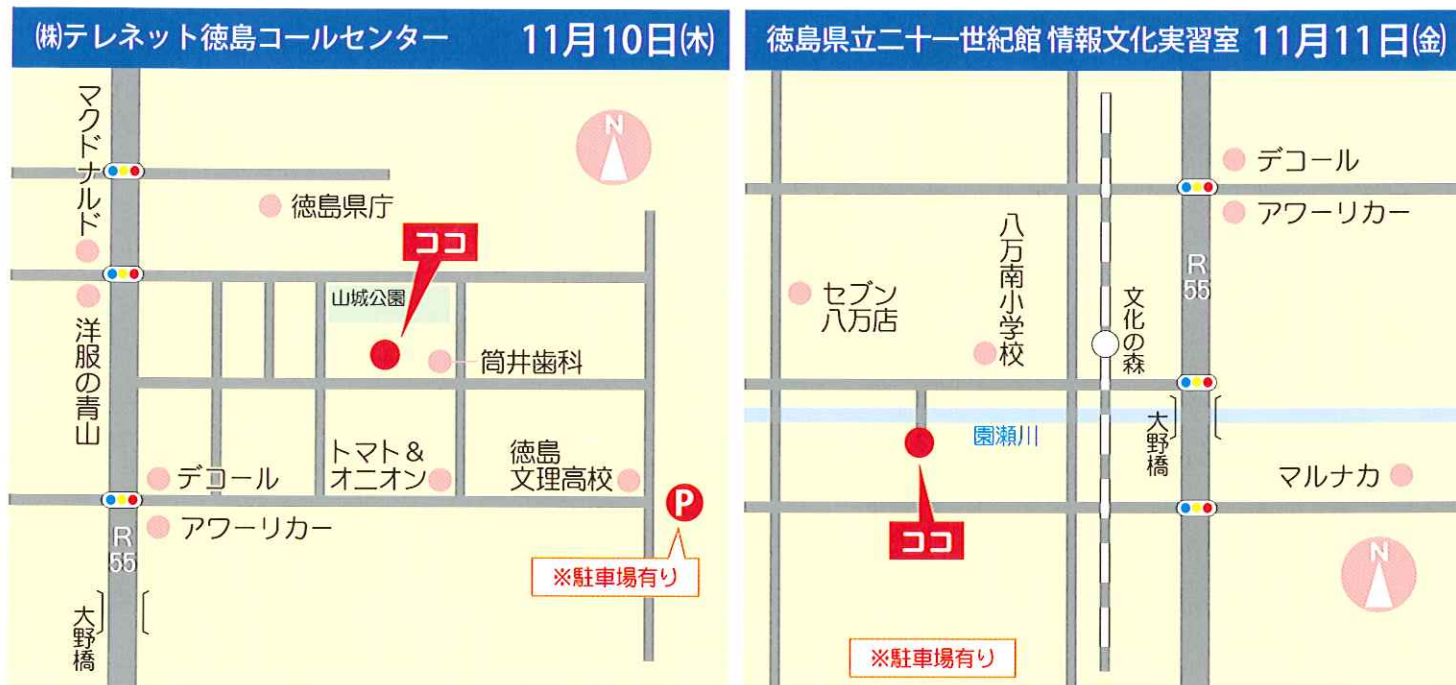 ㈱テレネット徳島コールセンター 11月10日(木)
マクドナルド
N
徳島県庁
ココ
山城公園
洋服の青山
筒井歯科
デコール
トマト&
オニオン
徳島
文理高校
アワーリカー
R
55
P
※駐車場有り
大野橋
徳島県立二十一世紀館 情報文化実習室 11月11日(金)
デコール
アワーリカー
八万南小学校
R
55
セブン
八万店
文化の森
園瀬川
大野橋
マルナカ
ココ
N
※駐車場有り